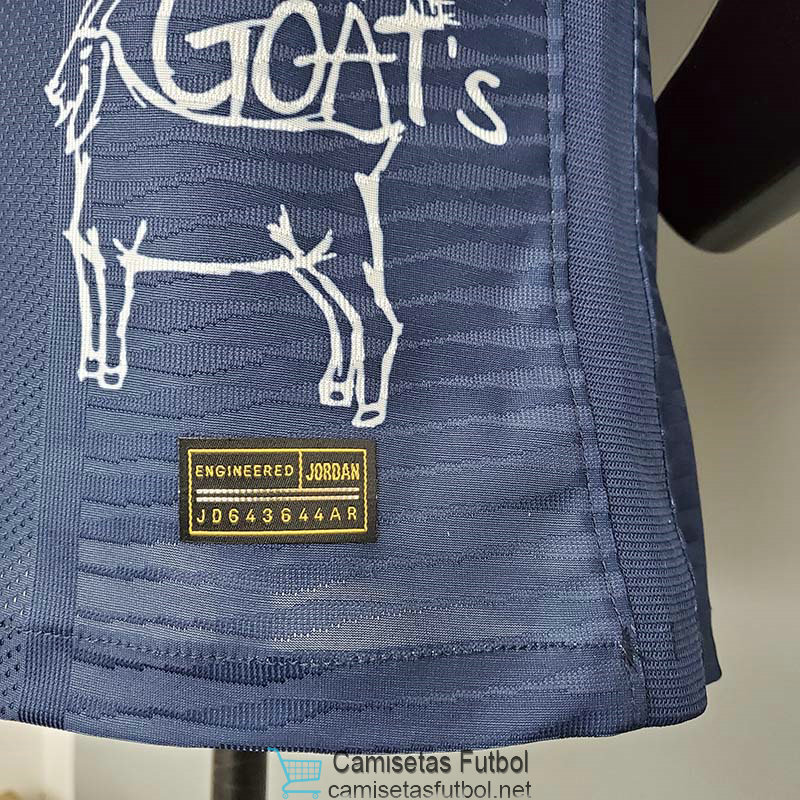 GOAT's
ENGINEERED JORDAN
JD643644AR
Camisetas Futbol
camisetasfutbol.net